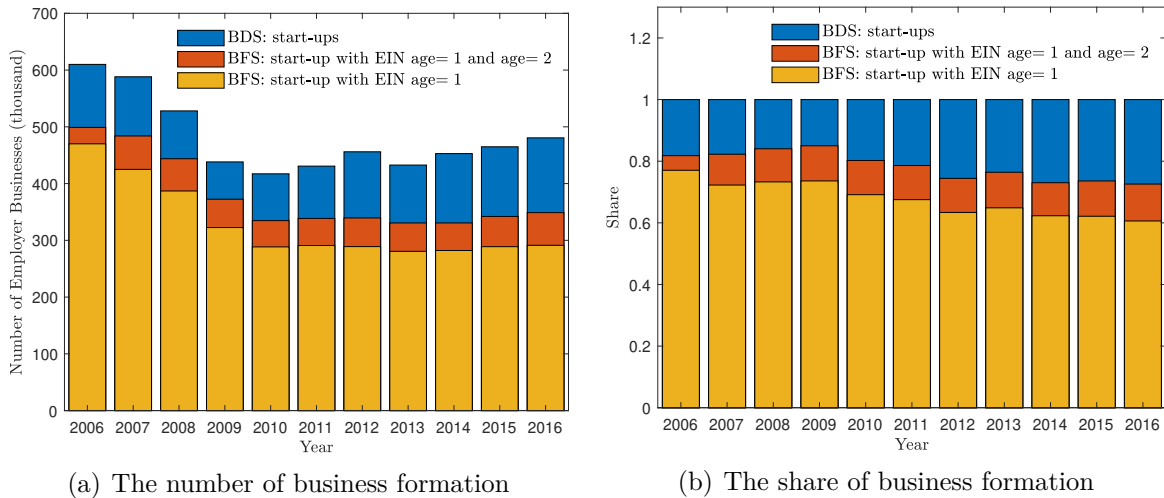 700
600
500
400
300
200
100
0
Number of Employer Businesses (thousand)
BDS: start-ups
BFS: start-up with EIN age= 1 and age= 2
BFS: start-up with EIN age= 1
2006 2007 2008 2009 2010 2011 2012 2013 2014 2015 2016
Year
(a) The number of business formation
1.2
1
0.8
0.6
0.4
0.2
0
Share
BDS: start-ups
BFS: start-up with EIN age= 1 and age= 2
BFS: start-up with EIN age= 1
2006 2007 2008 2009 2010 2011 2012 2013 2014 2015 2016
Year
(b) The share of business formation